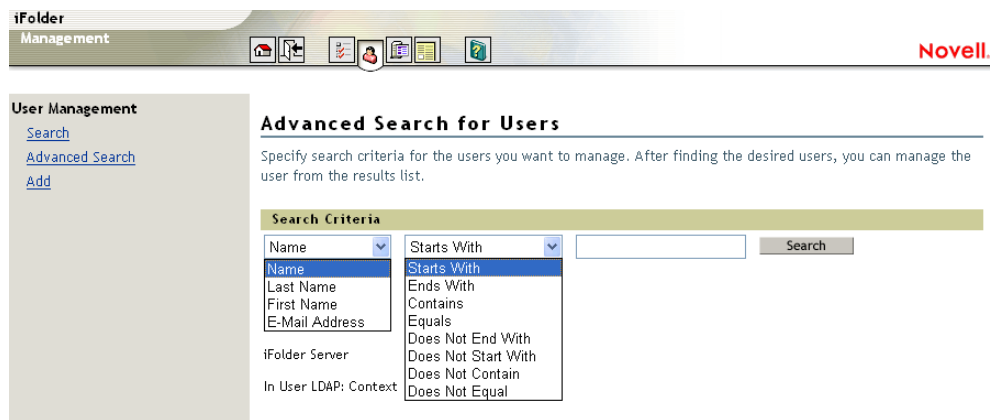 iFolder
Management
Novell.
User Management
Search
Advanced Search
Add
Advanced Search for Users
Specify search criteria for the users you want to manage. After finding the desired users, you can manage the
user from the results list.
Search Criteria
Name Starts With Search
Name
Last Name
First Name
E-Mail Address
Starts With
Ends With
Contains
Equals
Does Not End With
Does Not Start With
Does Not Contain
Does Not Equal
iFolder Server
In User LDAP: Context